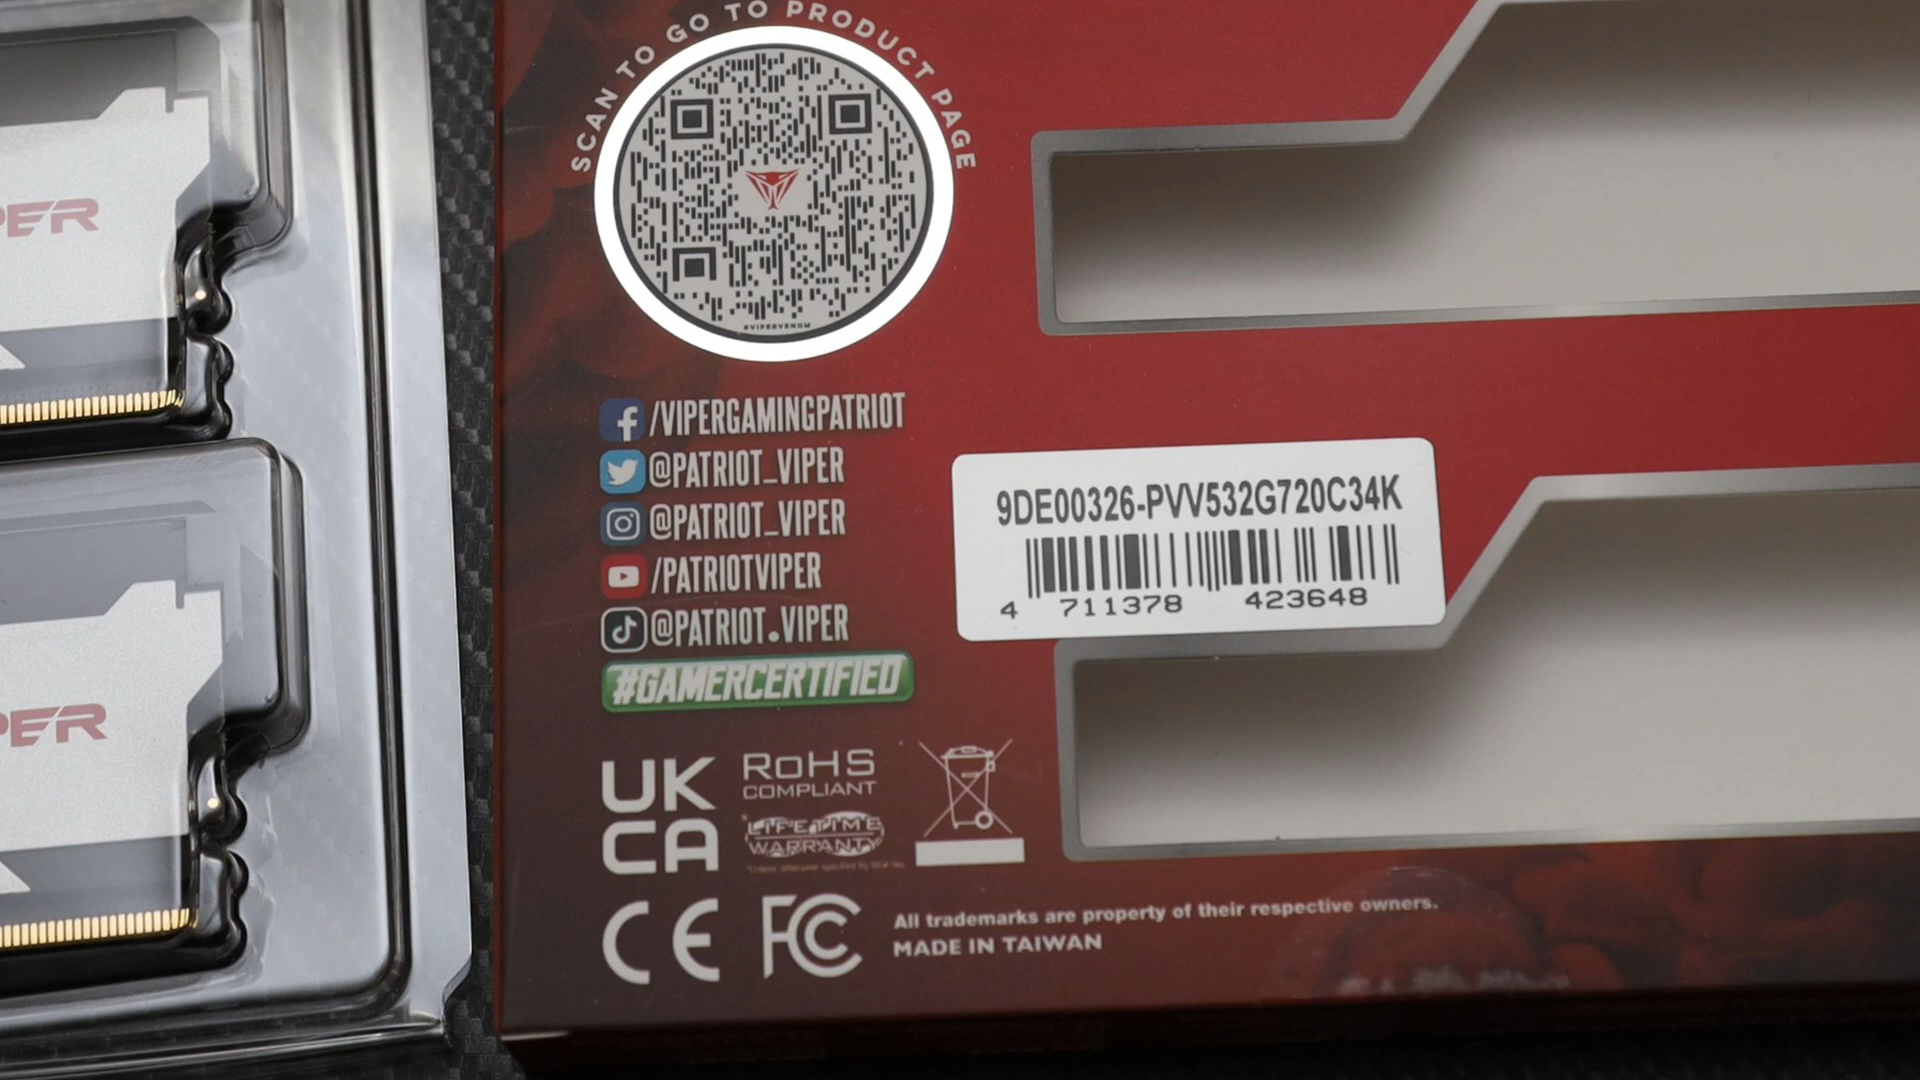 SCAN TO GO TO PRODUCT PAGE
#VIPERVENOM
PER
PER
/VIPERGAMINGPATRIOT
@PATRIOT_VIPER
@PATRIOT_VIPER
/PATRIOTVIPER
@PATRIOT.VIPER
#GAMERCERTIFIED
9DE00326-PVV532G720C34K
4 711378 423648
UK
CA
RoHS
COMPLIANT
LIFETIME
WARRANTY
CE FC
All trademarks are property of their respective owners.
MADE IN TAIWAN